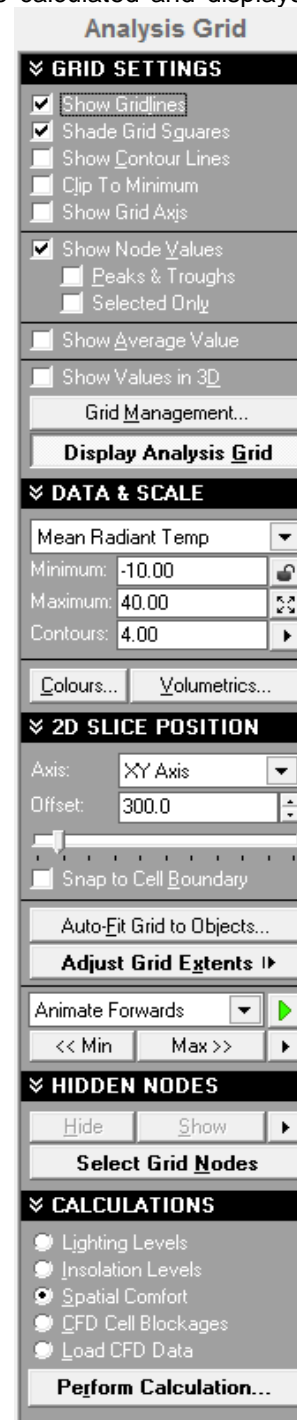 calculated and displays
Analysis Grid
GRID SETTINGS
Show Gridlines
Shade Grid Squares
Show Contour Lines
Clip To Minimum
Show Grid Axis
Show Node Values
Peaks & Troughs
Selected Only
Show Average Value
Show Values in 3D
Grid Management...
Display Analysis Grid
DATA & SCALE
Mean Radiant Temp
Minimum: -10.00
Maximum: 40.00
Contours: 4.00
Colours... Volumetrics...
2D SLICE POSITION
Axis: XY Axis
Offset: 300.0
Snap to Cell Boundary
Auto-Fit Grid to Objects...
Adjust Grid Extents
Animate Forwards
<< Min Max >>
HIDDEN NODES
Hide Show
Select Grid Nodes
CALCULATIONS
Lighting Levels
Insolation Levels
Spatial Comfort
CFD Cell Blockages
Load CFD Data
Perform Calculation...